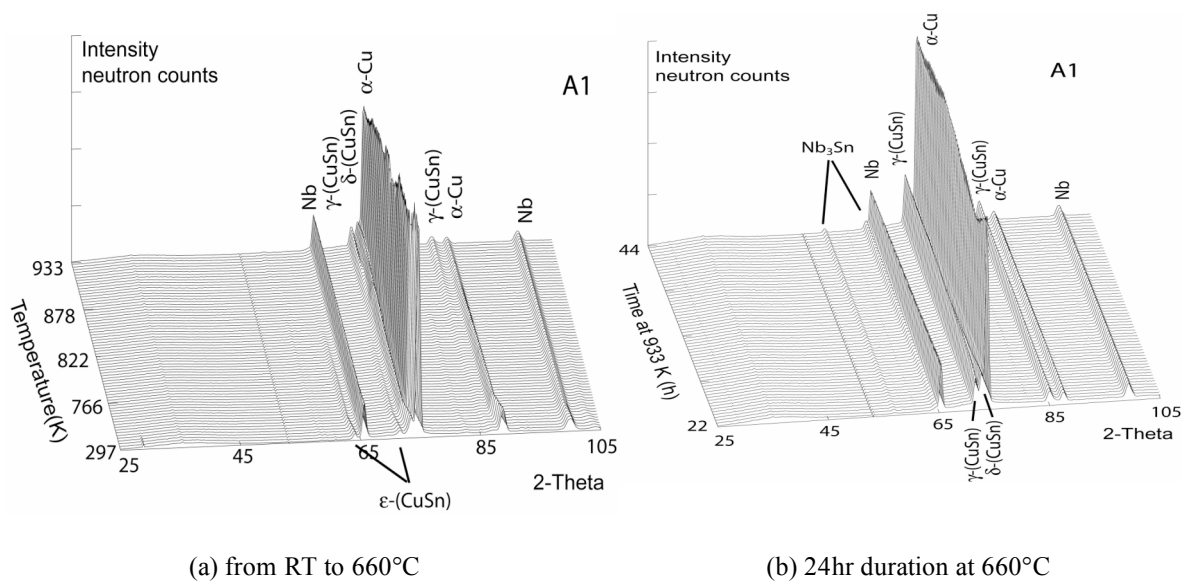 Intensity
neutron counts
α-Cu
A1
Nb
γ-(CuSn)
δ-(CuSn)
γ-(CuSn)
α-Cu
Nb
933
878
822
766
297
Temperature(K)
25
45
65
85
105
2-Theta
ε-(CuSn)
(a) from RT to 660°C
Intensity
neutron counts
α-Cu
A1
Nb₃Sn
Nb
γ-(CuSn)
γ-(CuSn)
α-Cu
Nb
44
22
Time at 933 K (h)
25
45
65
85
105
2-Theta
γ-(CuSn)
δ-(CuSn)
(b) 24hr duration at 660°C